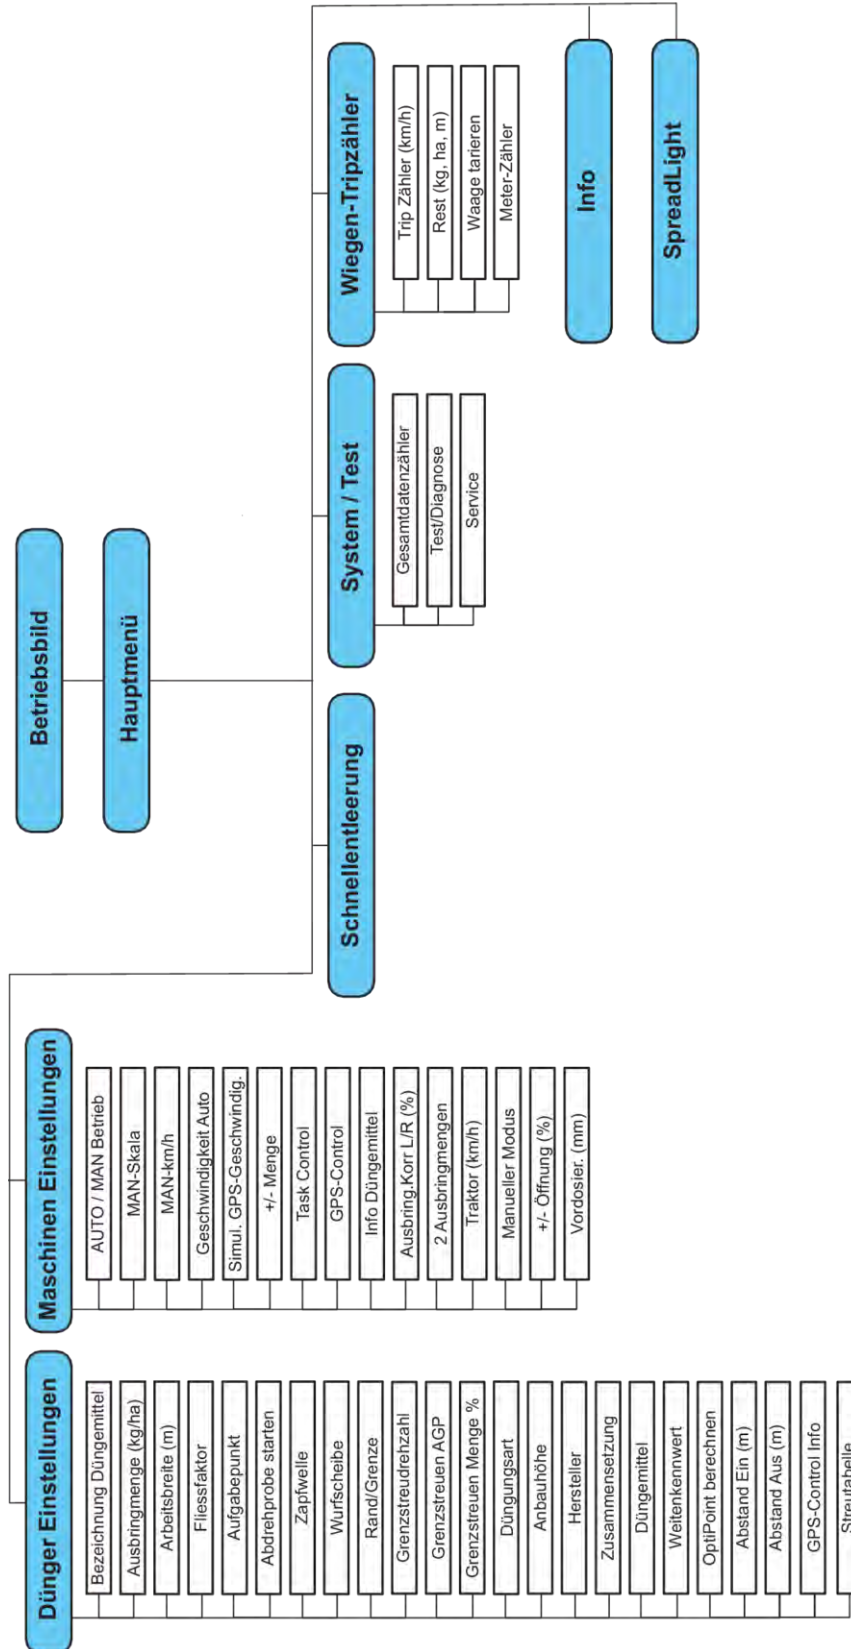 Betriebsbild
Hauptmenü
Dünger Einstellungen
Bezeichnung Düngemittel
Ausbringmenge (kg/ha)
Arbeitsbreite (m)
Fliessfaktor
Aufgabepunkt
Abdrehprobe starten
Zapfwelle
Wurfscheibe
Rand/Grenze
Grenzstreudrehzahl
Grenzstreuen AGP
Grenzstreuen Menge %
Düngungsart
Anbauhöhe
Hersteller
Zusammensetzung
Düngemittel
Weitenkennwert
OptiPoint berechnen
Abstand Ein (m)
Abstand Aus (m)
GPS-Control Info
Streutabelle
Maschinen Einstellungen
AUTO / MAN Betrieb
MAN-Skala
MAN-km/h
Geschwindigkeit Auto
Simul. GPS-Geschwindig.
+/- Menge
Task Control
GPS-Control
Info Düngemittel
Ausbring.Korr L/R (%)
2 Ausbringmengen
Traktor (km/h)
Manueller Modus
+/- Öffnung (%)
Vordosier. (mm)
Schnellentleerung
System / Test
Gesamtdatenzähler
Test/Diagnose
Service
Wiegen-Tripzähler
Trip Zähler (km/h)
Rest (kg, ha, m)
Waage tarieren
Meter-Zähler
Info
SpreadLight